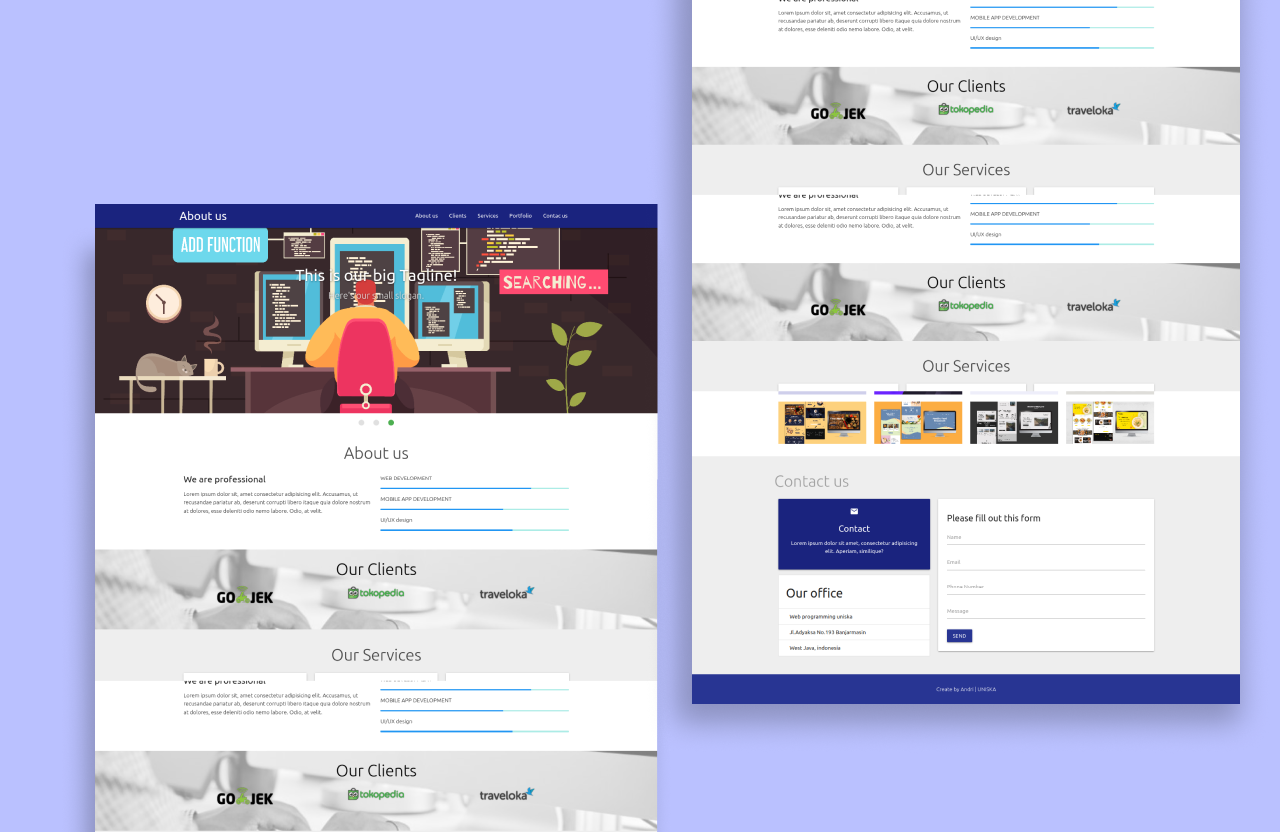 About us
About us Clients Services Portfolio Contac us
ADD FUNCTION
This is our big Tagline!
Here's our small slogan.
SEARCHING...
About us
We are professional
Lorem ipsum dolor sit, amet consectetur adipisicing elit. Accusamus, ut
recusandae pariatur ab, deserunt corrupti libero itaque quia dolore nostrum
at dolores, esse deleniti odio nemo labore. Odio, at velit.
WEB DEVELOPMENT
MOBILE APP DEVELOPMENT
UI/UX design
Our Clients
GOJEK
tokopedia
traveloka
Our Services
We are professional
Lorem ipsum dolor sit, amet consectetur adipisicing elit. Accusamus, ut
recusandae pariatur ab, deserunt corrupti libero itaque quia dolore nostrum
at dolores, esse deleniti odio nemo labore. Odio, at velit.
MOBILE APP DEVELOPMENT
UI/UX design
Our Clients
GOJEK
tokopedia
traveloka
We are professional
Lorem ipsum dolor sit, amet consectetur adipisicing elit. Accusamus, ut
recusandae pariatur ab, deserunt corrupti libero itaque quia dolore nostrum
at dolores, esse deleniti odio nemo labore. Odio, at velit.
MOBILE APP DEVELOPMENT
UI/UX design
Our Clients
GOJEK
tokopedia
traveloka
Our Services
We are professional
Lorem ipsum dolor sit, amet consectetur adipisicing elit. Accusamus, ut
recusandae pariatur ab, deserunt corrupti libero itaque quia dolore nostrum
at dolores, esse deleniti odio nemo labore. Odio, at velit.
MOBILE APP DEVELOPMENT
UI/UX design
Our Clients
GOJEK
tokopedia
traveloka
Our Services
Contact us
Contact
Lorem ipsum dolor sit amet, consectetur adipisicing
elit. Aperiam, similique?
Our office
Web programming uniska
Jl.Adyaksa No.193 Banjarmasin
West Java, indonesia
Please fill out this form
Name
Email
Phone Number
Message
SEND
Create by Andri | UNISKA